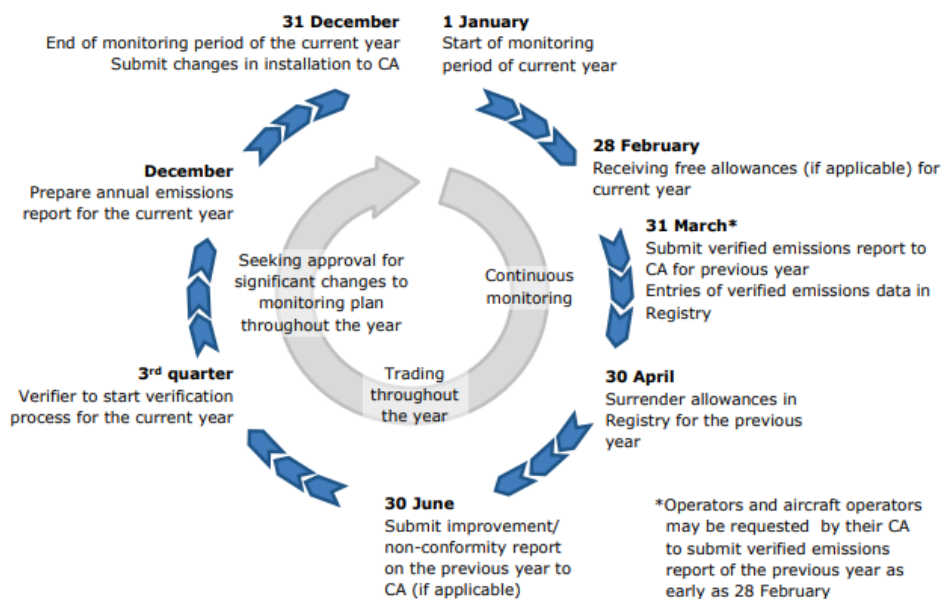 31 December
End of monitoring period of the current year
Submit changes in installation to CA
1 January
Start of monitoring
period of current year
28 February
Receiving free allowances (if applicable) for
current year
31 March*
Submit verified emissions report to
CA for previous year
Entries of verified emissions data in
Registry
30 April
Surrender allowances in
Registry for the previous
year
30 June
Submit improvement/
non-conformity report
on the previous year to
CA (if applicable)
3rd quarter
Verifier to start verification
process for the current year
December
Prepare annual emissions
report for the current year
Seeking approval for
significant changes to
monitoring plan
throughout the year
Continuous
monitoring
Trading
throughout
the year
*Operators and aircraft operators
may be requested by their CA
to submit verified emissions
report of the previous year as
early as 28 February